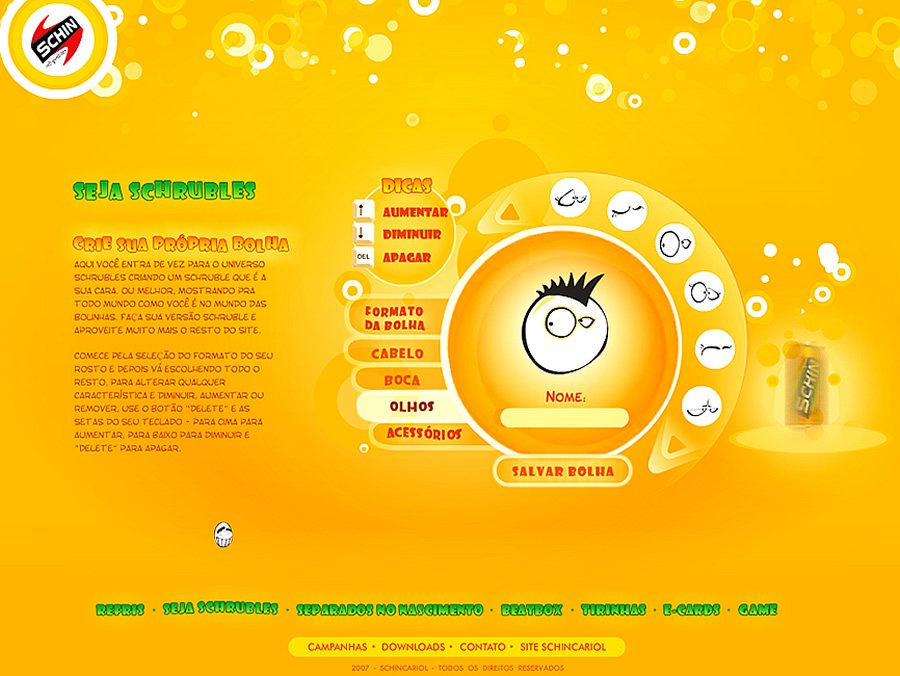 SCHIN
SEJA SCHRUBLES
CRIE SUA PRÓPRIA BOLHA
AQUI VOCÊ ENTRA DE VEZ PARA O UNIVERSO
SCHRUBLES CRIANDO UM SCHRUBLE QUE É A
SUA CARA. OU MELHOR, MOSTRANDO PRA
TODO MUNDO COMO VOCÊ É NO MUNDO DAS
BOLINHAS. FAÇA SUA VERSÃO SCHRUBLE E
APROVEITE MUITO MAIS O RESTO DO SITE.
COMECE PELA SELEÇÃO DO FORMATO DO SEU
ROSTO E DEPOIS VÁ ESCOLHENDO TODO O
RESTO. PARA ALTERAR QUALQUER
CARACTERÍSTICA E DIMINUIR, AUMENTAR OU
REMOVER, USE O BOTÃO "DELETE" E AS
SETAS DO SEU TECLADO - PARA CIMA PARA
AUMENTAR, PARA BAIXO PARA DIMINUIR E
"DELETE" PARA APAGAR.
DICAS
↑ AUMENTAR
↓ DIMINUIR
DEL APAGAR
FORMATO
DA BOLHA
CABELO
BOCA
OLHOS
ACESSÓRIOS
NOME:
SALVAR BOLHA
SCHIN
REFRIS • SEJA SCHRUBLES • SEPARADOS NO NASCIMENTO • BEATBOX • TIRINHAS • E-CARDS • GAME
CAMPANHAS • DOWNLOADS • CONTATO • SITE SCHINCARIOL
2007 - SCHINCARIOL - TODOS OS DIREITOS RESERVADOS